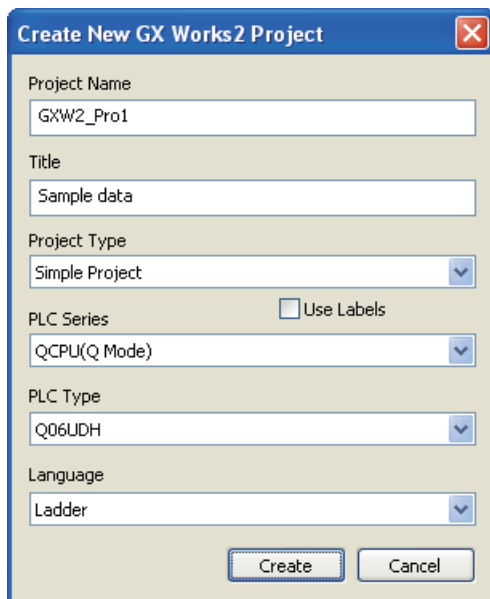 Create New GX Works2 Project
Project Name
GXW2_Pro1
Title
Sample data
Project Type
Simple Project
Use Labels
PLC Series
QCPU(Q Mode)
PLC Type
Q06UDH
Language
Ladder
Create Cancel